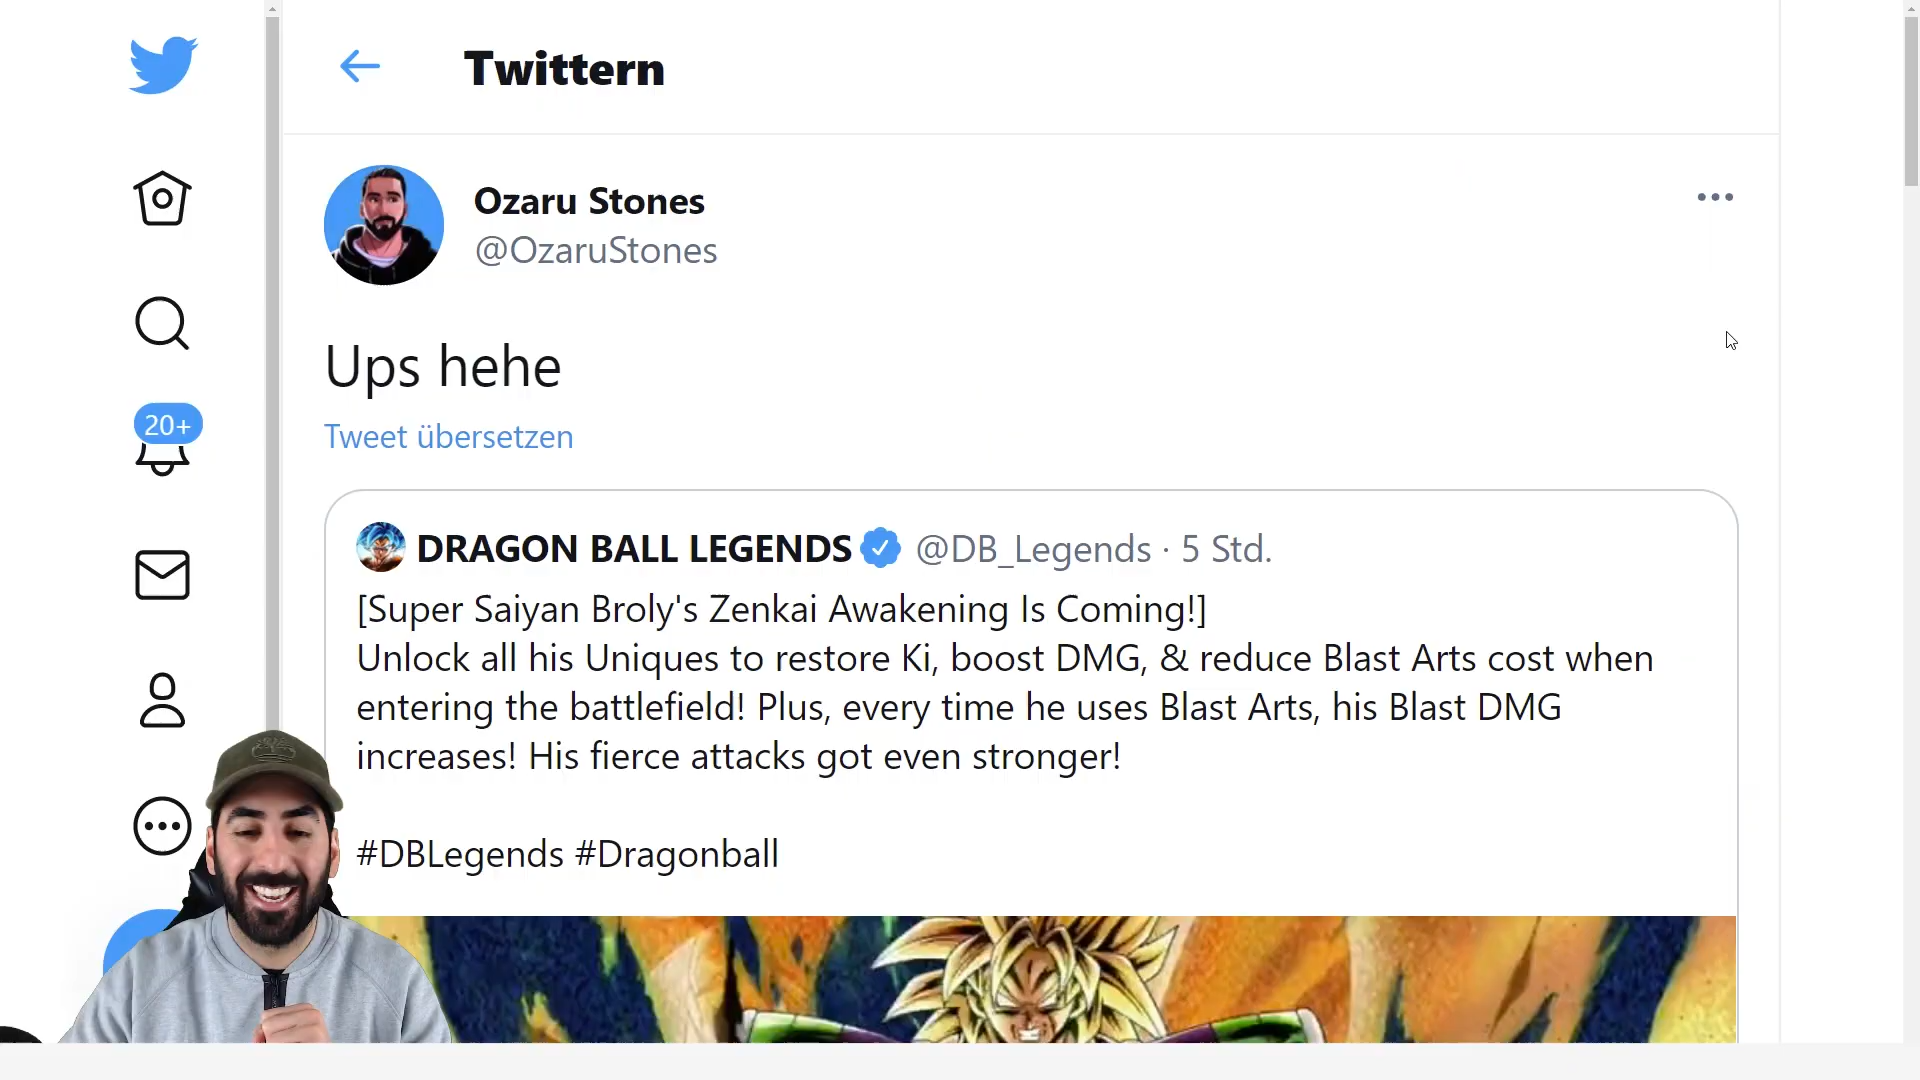 Twittern
Ozaru Stones
@OzaruStones
Ups hehe
20+
Tweet übersetzen
DRAGON BALL LEGENDS @DB_Legends · 5 Std.
[Super Saiyan Broly's Zenkai Awakening Is Coming!]
Unlock all his Uniques to restore Ki, boost DMG, & reduce Blast Arts cost when
entering the battlefield! Plus, every time he uses Blast Arts, his Blast DMG
increases! His fierce attacks got even stronger!
#DBLegends #Dragonball